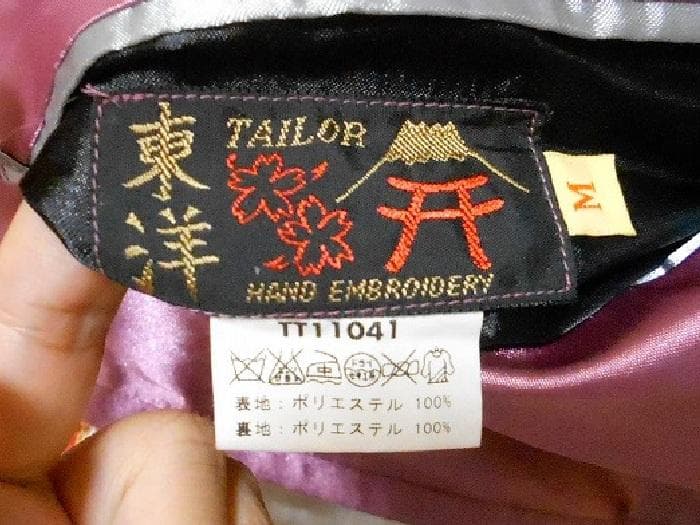 東洋
TAILOR
HAND EMBROIDERY
M
TT11041
表地：ポリエステル 100%
裏地：ポリエステル 100%